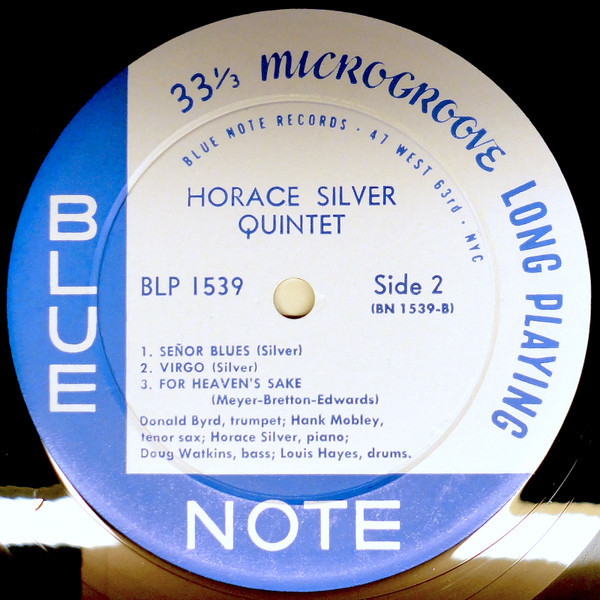 33⅓ MICROGROOVE LONG PLAYING
BLUE NOTE RECORDS · 47 WEST 63rd · NYC
HORACE SILVER
QUINTET
BLP 1539
Side 2
(BN 1539-B)
1. SEÑOR BLUES (Silver)
2. VIRGO (Silver)
3. FOR HEAVEN'S SAKE
(Meyer-Bretton-Edwards)
Donald Byrd, trumpet; Hank Mobley,
tenor sax; Horace Silver, piano;
Doug Watkins, bass; Louis Hayes, drums.
BLUE
NOTE